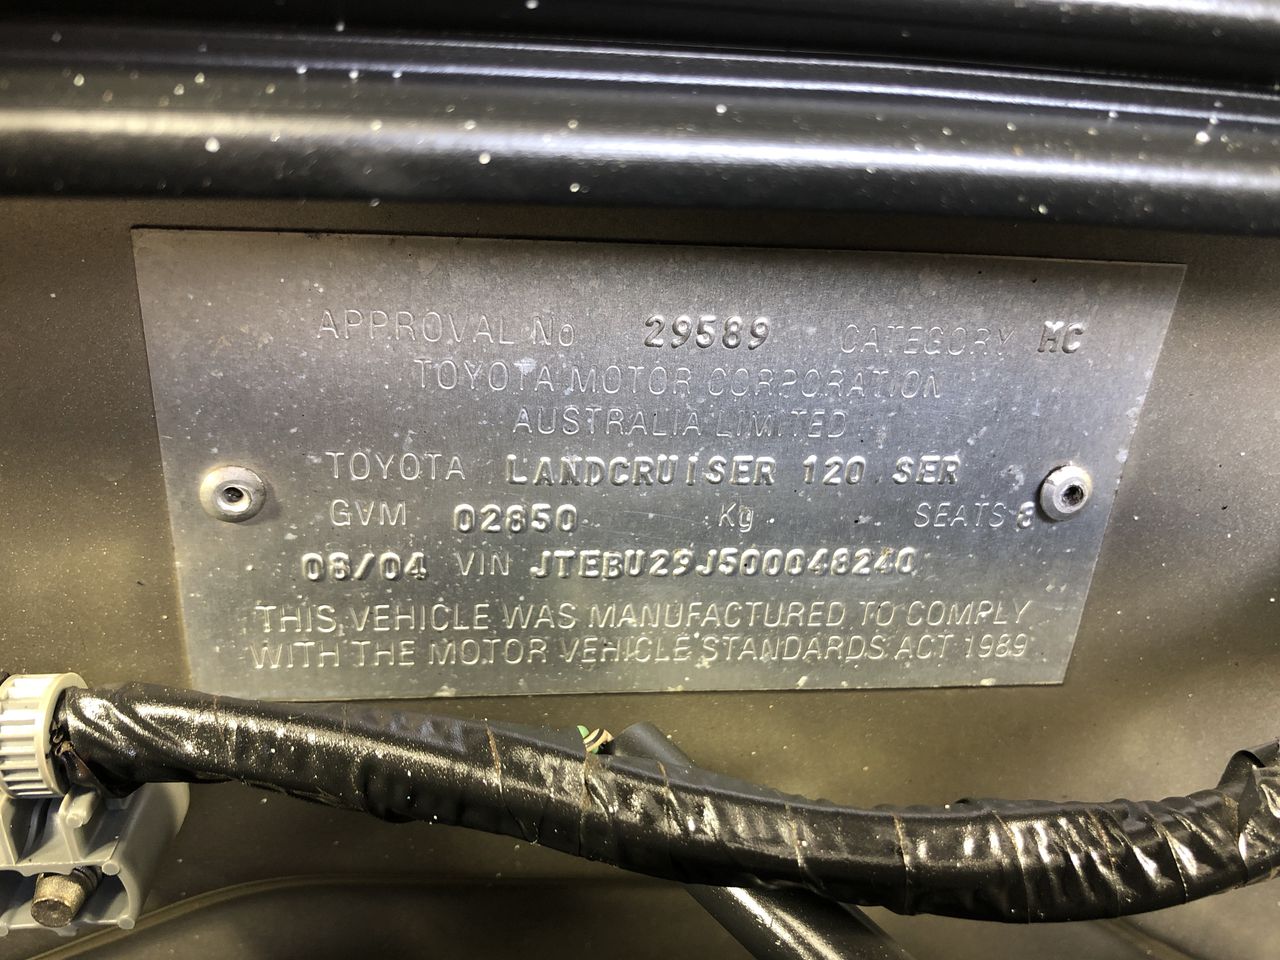 APPROVAL No 29589 CATEGORY MC
TOYOTA MOTOR CORPORATION
AUSTRALIA LIMITED
TOYOTA LANDCRUISER 120 SER
GVM 02850 Kg SEATS 8
08/04 VIN JTEBU29J500048240
THIS VEHICLE WAS MANUFACTURED TO COMPLY
WITH THE MOTOR VEHICLE STANDARDS ACT 1989